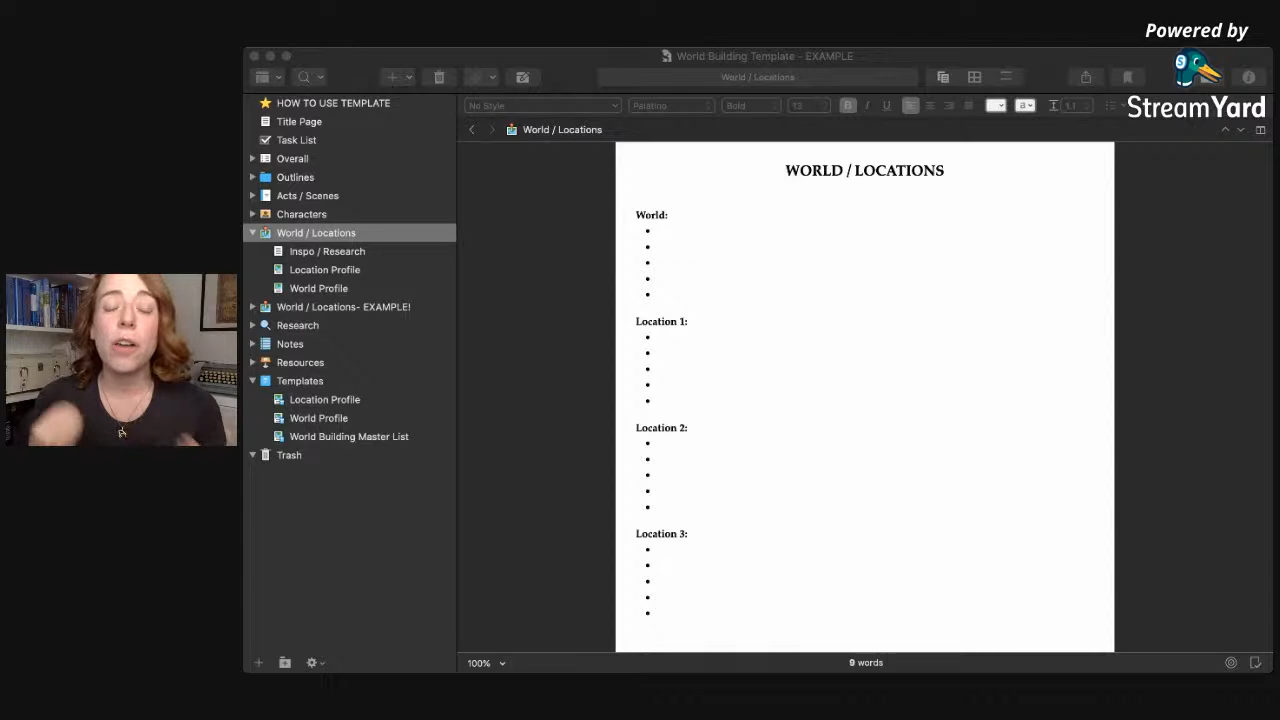 Powered by
StreamYard
World Building Template - EXAMPLE
World / Locations
No Style
Palatino
Bold
13
B
I
U
a
1.1
World / Locations
HOW TO USE TEMPLATE
Title Page
Task List
Overall
Outlines
Acts / Scenes
Characters
World / Locations
Inspo / Research
Location Profile
World Profile
World / Locations- EXAMPLE!
Research
Notes
Resources
Templates
Location Profile
World Profile
World Building Master List
Trash
WORLD / LOCATIONS
World:
Location 1:
Location 2:
Location 3:
100%
9 words